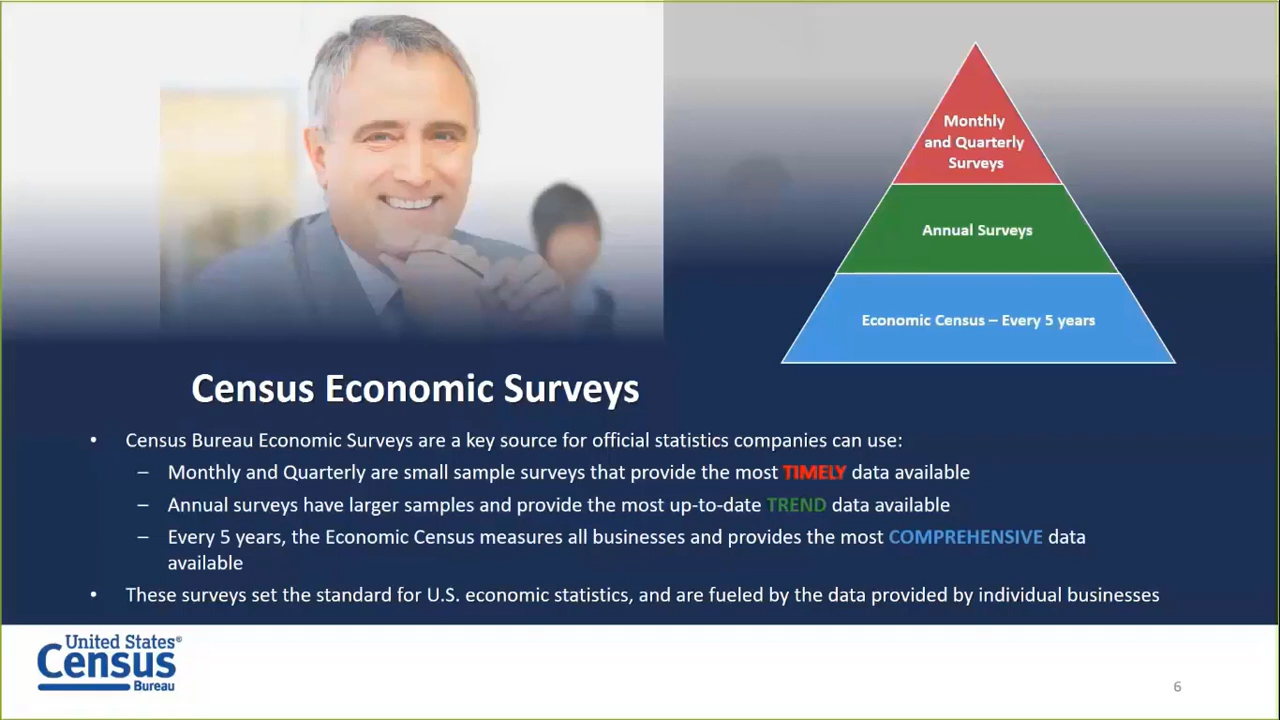 Monthly
and Quarterly
Surveys
Annual Surveys
Economic Census – Every 5 years
Census Economic Surveys
• Census Bureau Economic Surveys are a key source for official statistics companies can use:
– Monthly and Quarterly are small sample surveys that provide the most TIMELY data available
– Annual surveys have larger samples and provide the most up-to-date TREND data available
– Every 5 years, the Economic Census measures all businesses and provides the most COMPREHENSIVE data
available
• These surveys set the standard for U.S. economic statistics, and are fueled by the data provided by individual businesses
United States®
Census
Bureau
6